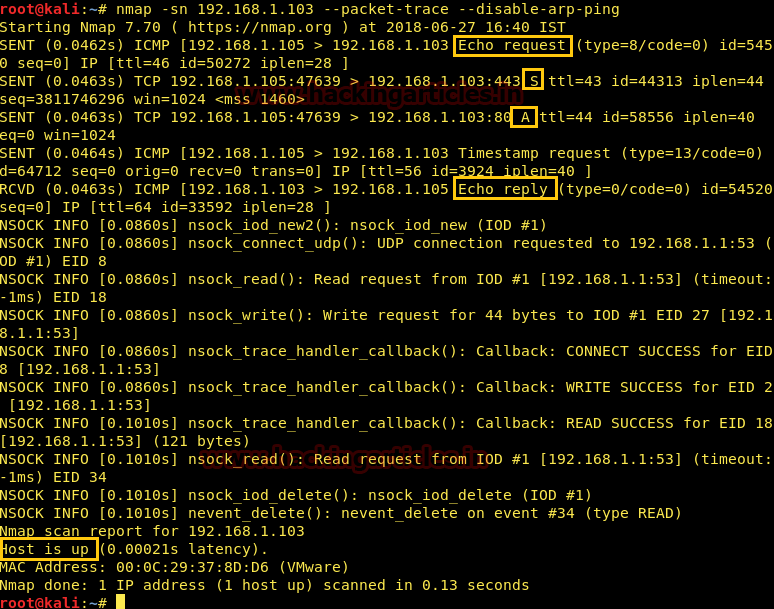 root@kali:~# nmap -sn 192.168.1.103 --packet-trace --disable-arp-ping
Starting Nmap 7.70 ( https://nmap.org ) at 2018-06-27 16:40 IST
SENT (0.0462s) ICMP [192.168.1.105 > 192.168.1.103 Echo request (type=8/code=0) id=545
0 seq=0] IP [ttl=46 id=50272 iplen=28 ]
SENT (0.0463s) TCP 192.168.1.105:47639 > 192.168.1.103:443 S ttl=43 id=44313 iplen=44
seq=3811746296 win=1024 <mss 1460>
www.hackingarticles.in
SENT (0.0463s) TCP 192.168.1.105:47639 > 192.168.1.103:80 A ttl=44 id=58556 iplen=40
eq=0 win=1024
SENT (0.0464s) ICMP [192.168.1.105 > 192.168.1.103 Timestamp request (type=13/code=0)
d=64712 seq=0 orig=0 recv=0 trans=0] IP [ttl=56 id=3924 iplen=40 ]
RCVD (0.0463s) ICMP [192.168.1.103 > 192.168.1.105 Echo reply (type=0/code=0) id=54520
seq=0] IP [ttl=64 id=33592 iplen=28 ]
NSOCK INFO [0.0860s] nsock_iod_new2(): nsock_iod_new (IOD #1)
NSOCK INFO [0.0860s] nsock_connect_udp(): UDP connection requested to 192.168.1.1:53 (
OD #1) EID 8
NSOCK INFO [0.0860s] nsock_read(): Read request from IOD #1 [192.168.1.1:53] (timeout:
-1ms) EID 18
NSOCK INFO [0.0860s] nsock_write(): Write request for 44 bytes to IOD #1 EID 27 [192.1
8.1.1:53]
NSOCK INFO [0.0860s] nsock_trace_handler_callback(): Callback: CONNECT SUCCESS for EID
8 [192.168.1.1:53]
NSOCK INFO [0.0860s] nsock_trace_handler_callback(): Callback: WRITE SUCCESS for EID 2
[192.168.1.1:53]
NSOCK INFO [0.1010s] nsock_trace_handler_callback(): Callback: READ SUCCESS for EID 18
[192.168.1.1:53] (121 bytes)
NSOCK INFO [0.1010s] nsock_read(): Read request from IOD #1 [192.168.1.1:53] (timeout:
www.hackingarticles.in
-1ms) EID 34
NSOCK INFO [0.1010s] nsock_iod_delete(): nsock_iod_delete (IOD #1)
NSOCK INFO [0.1010s] nevent_delete(): nevent_delete on event #34 (type READ)
Nmap scan report for 192.168.1.103
Host is up (0.00021s latency).
MAC Address: 00:0C:29:37:8D:D6 (VMware)
Nmap done: 1 IP address (1 host up) scanned in 0.13 seconds
root@kali:~#